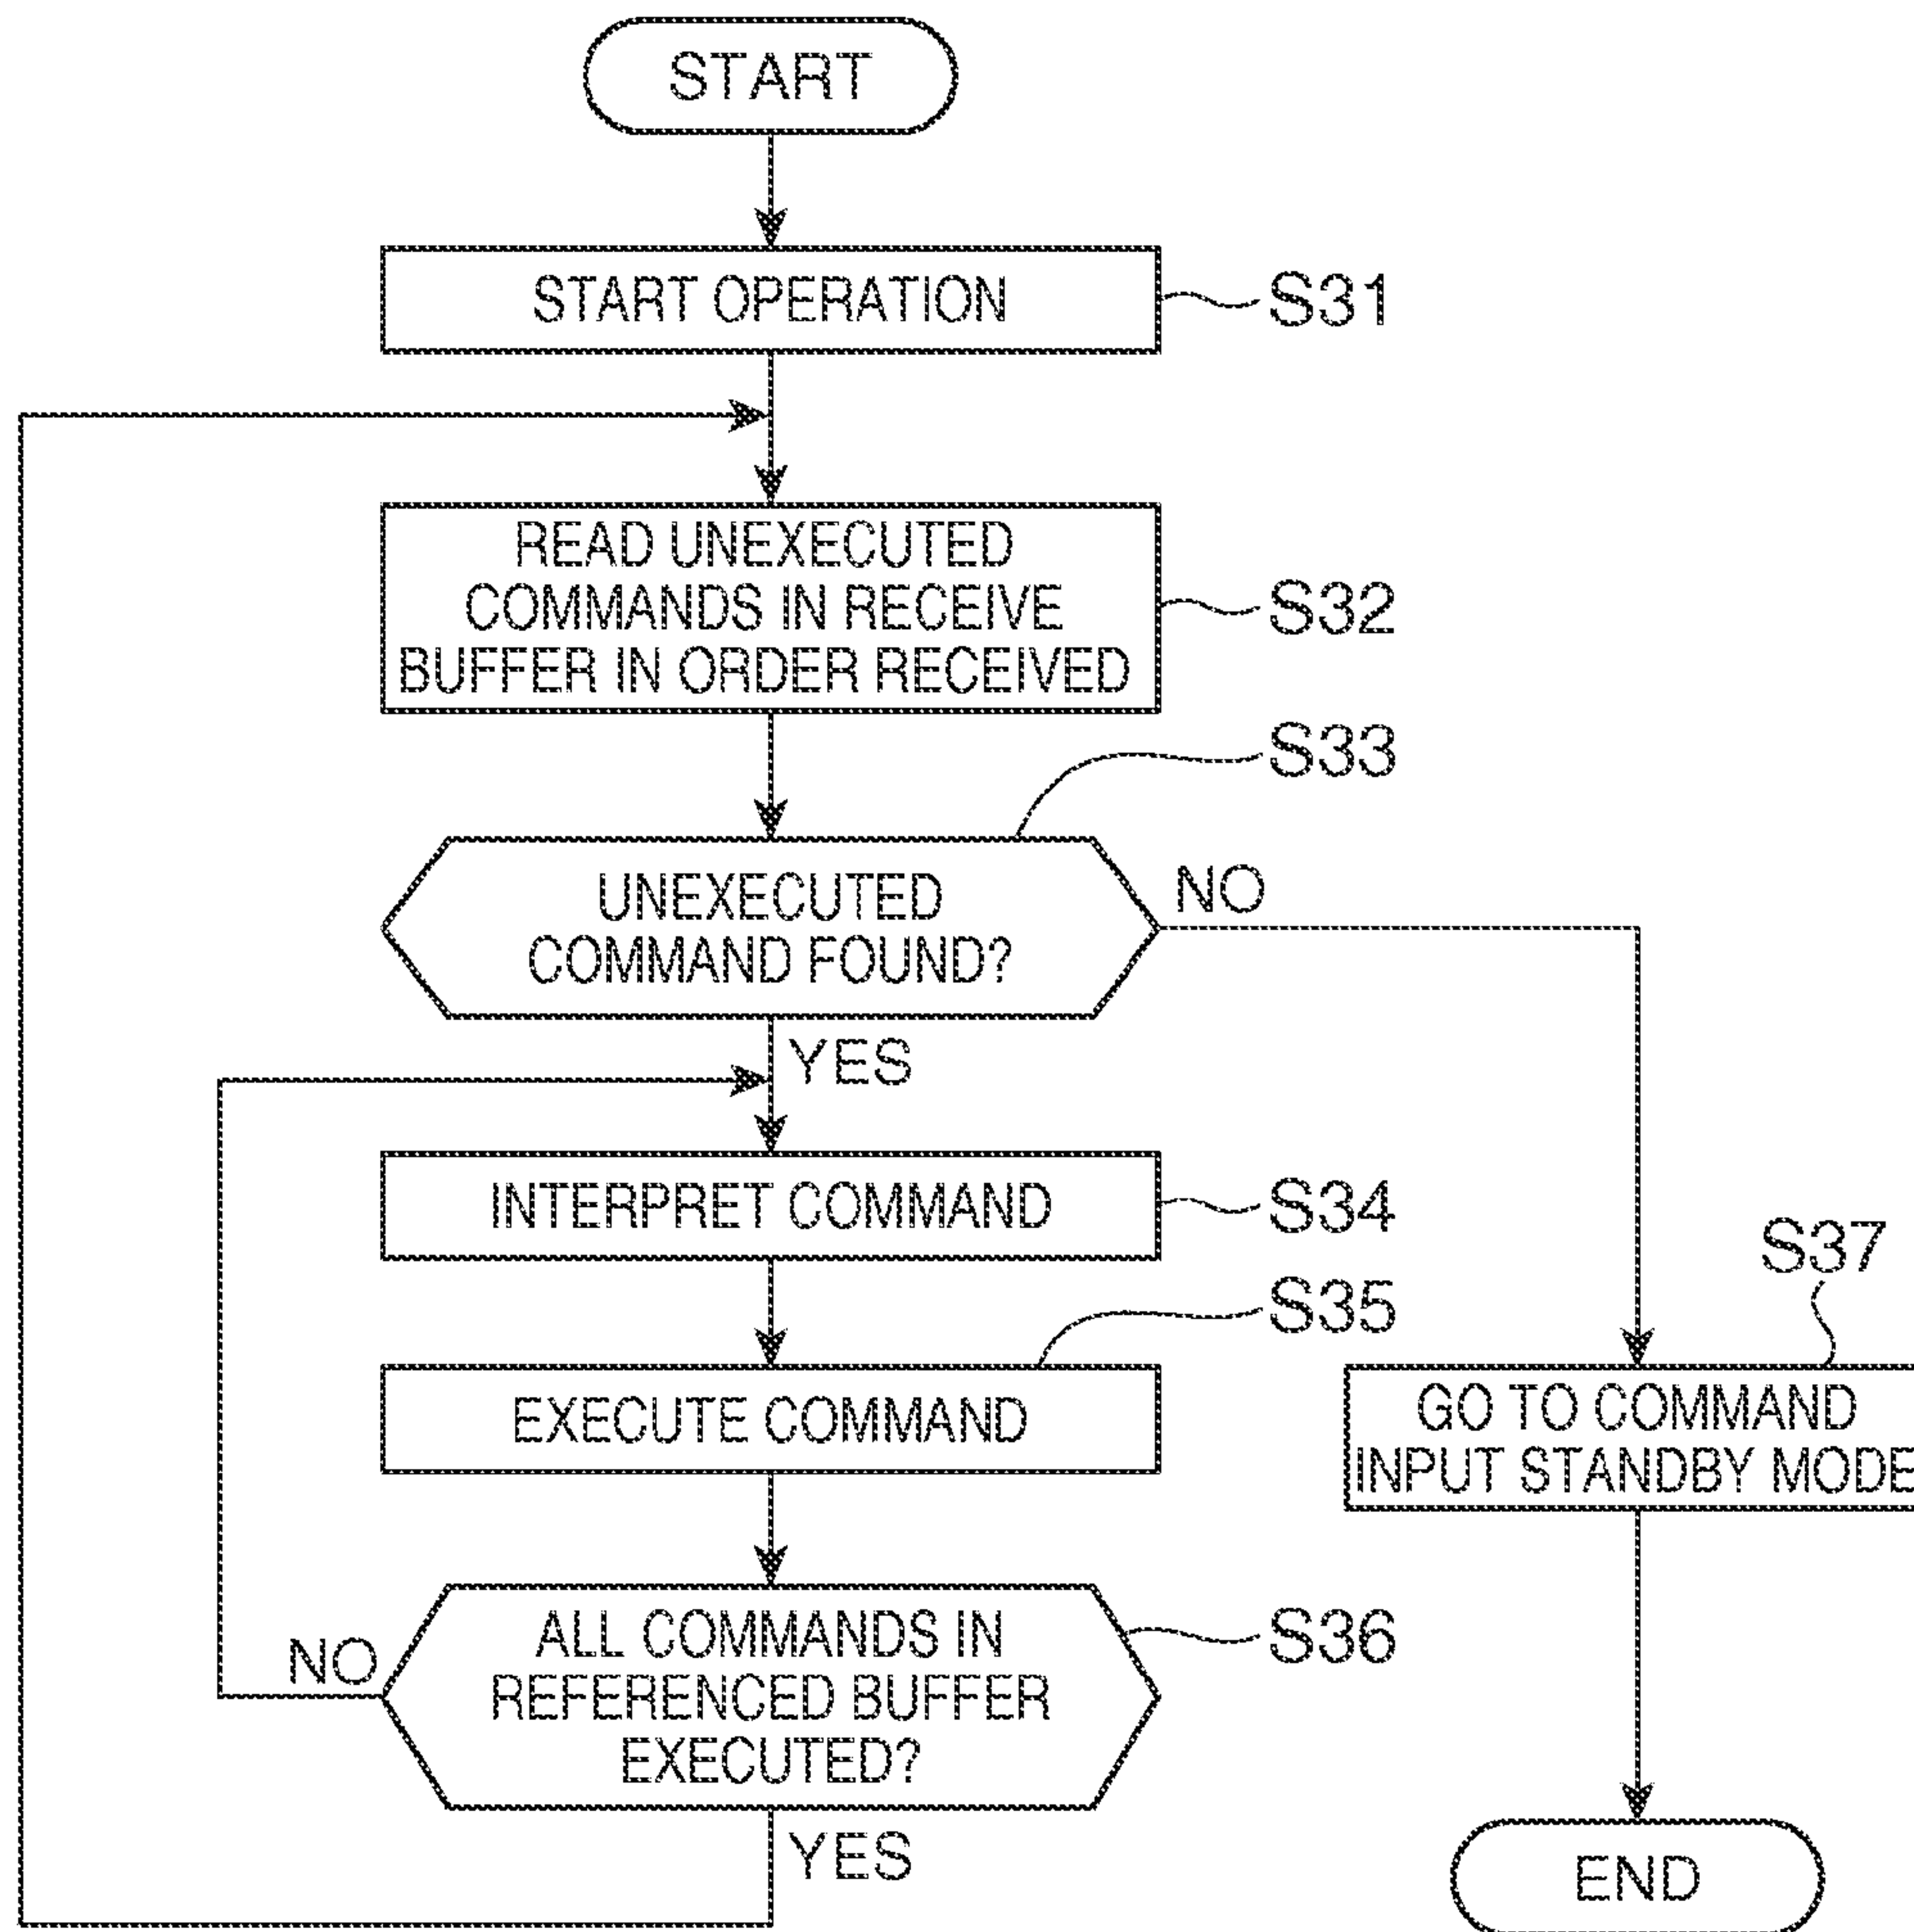 START
START OPERATION
S31
READ UNEXECUTED
COMMANDS IN RECEIVE
BUFFER IN ORDER RECEIVED
S32
S33
UNEXECUTED
COMMAND FOUND?
NO
YES
INTERPRET COMMAND
S34
S35
EXECUTE COMMAND
S37
GO TO COMMAND
INPUT STANDBY MODE
ALL COMMANDS IN
REFERENCED BUFFER
EXECUTED?
S36
NO
YES
END